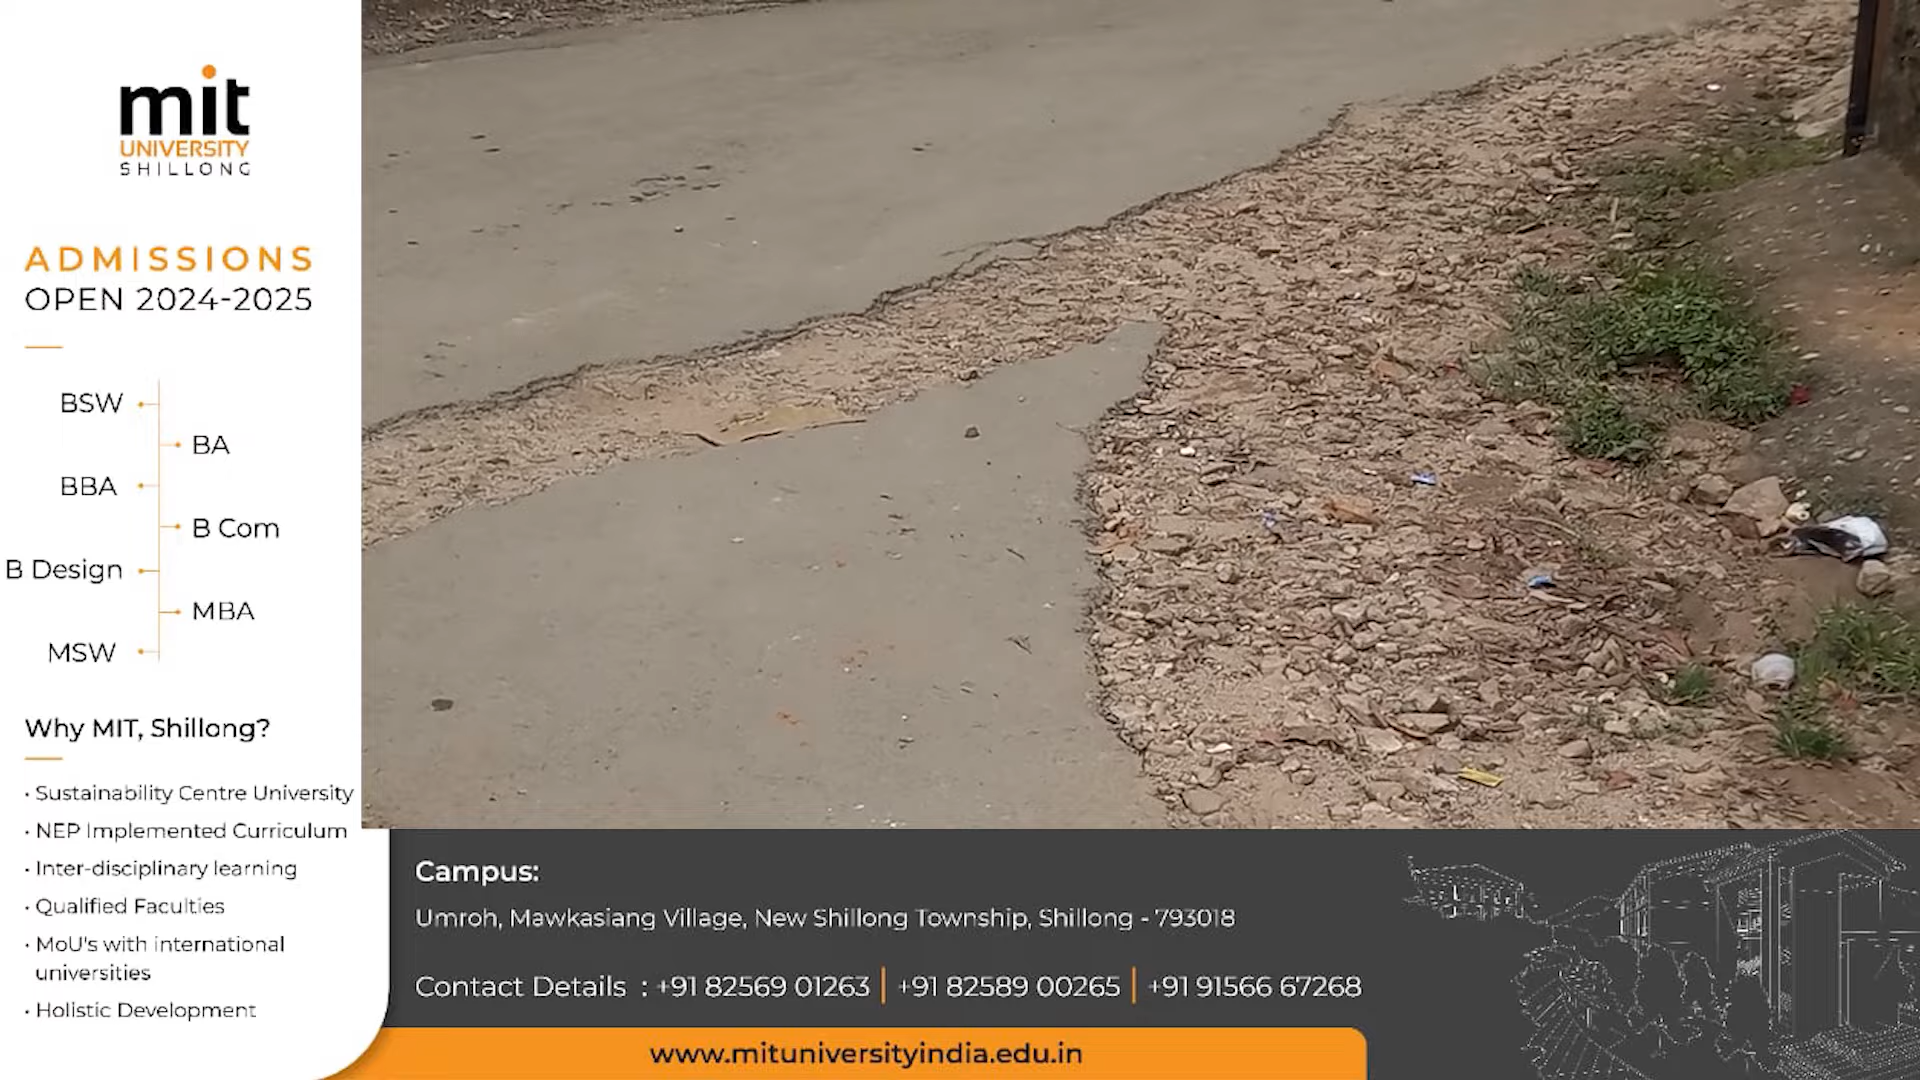 mit
UNIVERSITY
SHILLONG
ADMISSIONS
OPEN 2024-2025
BSW
BA
BBA
B Com
B Design
MBA
MSW
Why MIT, Shillong?
• Sustainability Centre University
• NEP Implemented Curriculum
• Inter-disciplinary learning
• Qualified Faculties
• MoU's with international
universities
• Holistic Development
Campus:
Umroh, Mawkasiang Village, New Shillong Township, Shillong - 793018
Contact Details : +91 82569 01263 | +91 82589 00265 | +91 91566 67268
www.mituniversityindia.edu.in